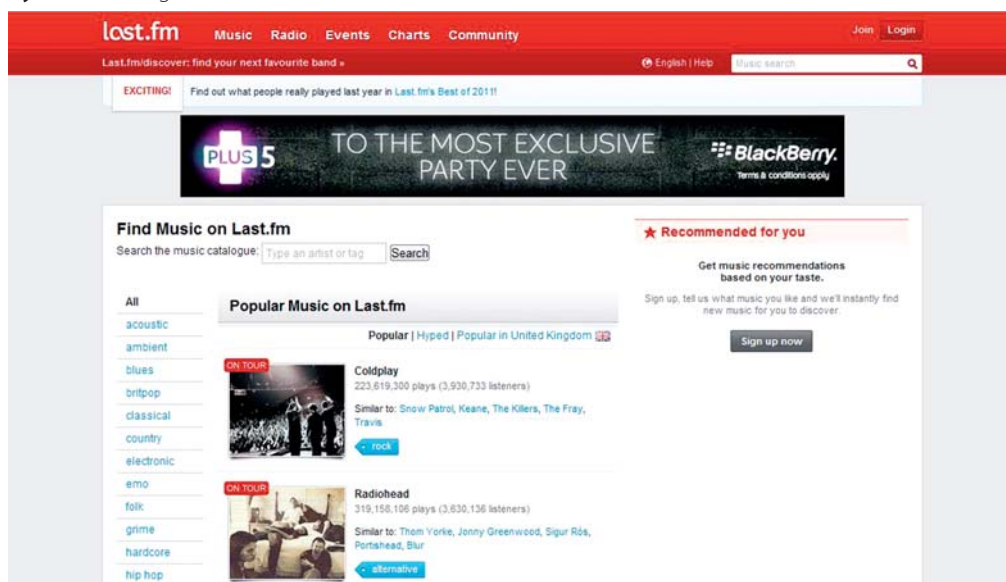 last.fm
Music Radio Events Charts Community
Join Login
Last.fm/discover: find your next favourite band »
English | Help
Music search
EXCITING! Find out what people really played last year in Last.fm's Best of 2011!
PLUS 5
TO THE MOST EXCLUSIVE
PARTY EVER
BlackBerry.
Terms & conditions apply
Find Music on Last.fm
Search the music catalogue: Type an artist or tag Search
All
acoustic
ambient
blues
britpop
classical
country
electronic
emo
folk
grime
hardcore
hip hop
Popular Music on Last.fm
Popular | Hyped | Popular in United Kingdom
ON TOUR
Coldplay
223,619,300 plays (3,930,733 listeners)
Similar to: Snow Patrol, Keane, The Killers, The Fray,
Travis
rock
ON TOUR
Radiohead
319,158,106 plays (3,630,136 listeners)
Similar to: Thom Yorke, Jonny Greenwood, Sigur Rós,
Portishead, Blur
alternative
Recommended for you
Get music recommendations
based on your taste.
Sign up, tell us what music you like and we'll instantly find
new music for you to discover.
Sign up now